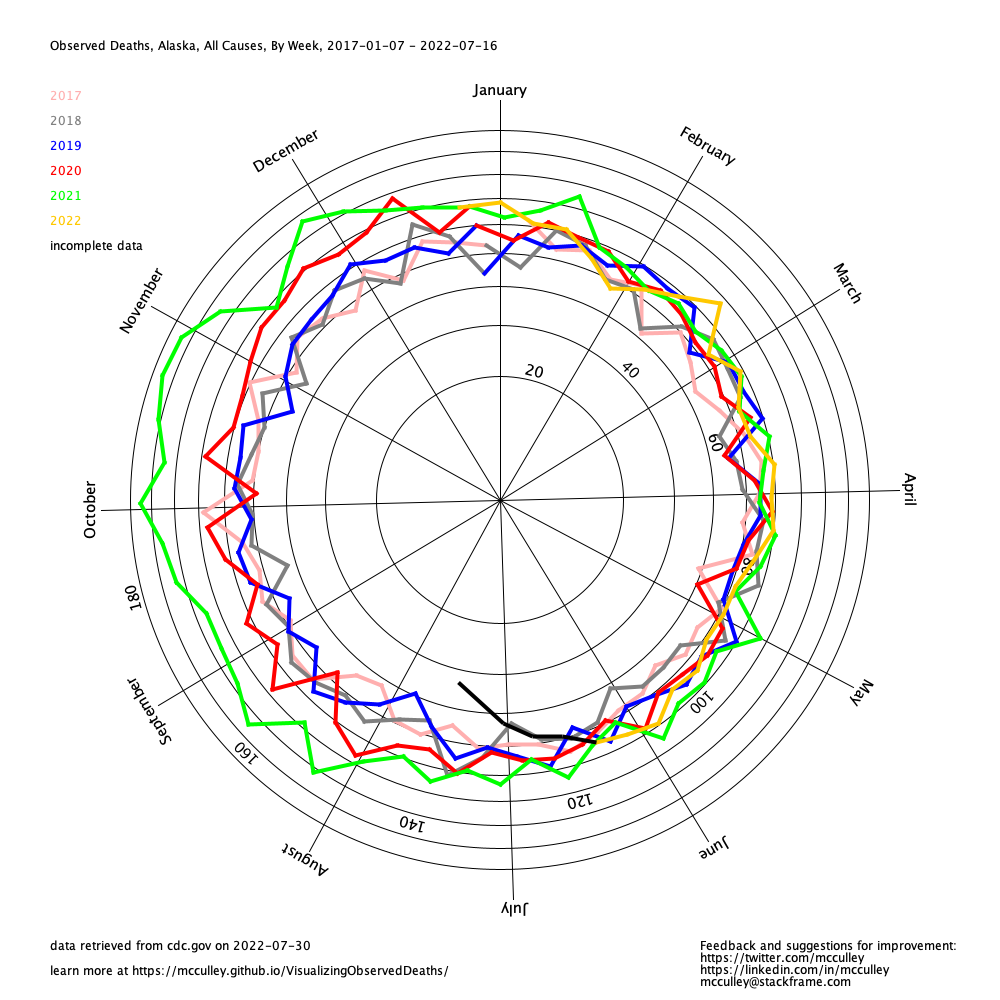 Observed Deaths, Alaska, All Causes, By Week, 2017-01-07 - 2022-07-16
January
2017
2018
2019
2020
2021
2022
incomplete data
December
February
November
March
20
40
60
October
April
80
180
September
May
100
160
120
140
August
June
July
data retrieved from cdc.gov on 2022-07-30
learn more at https://mcculley.github.io/VisualizingObservedDeaths/
Feedback and suggestions for improvement:
https://twitter.com/mcculley
https://linkedin.com/in/mcculley
mcculley@stackframe.com